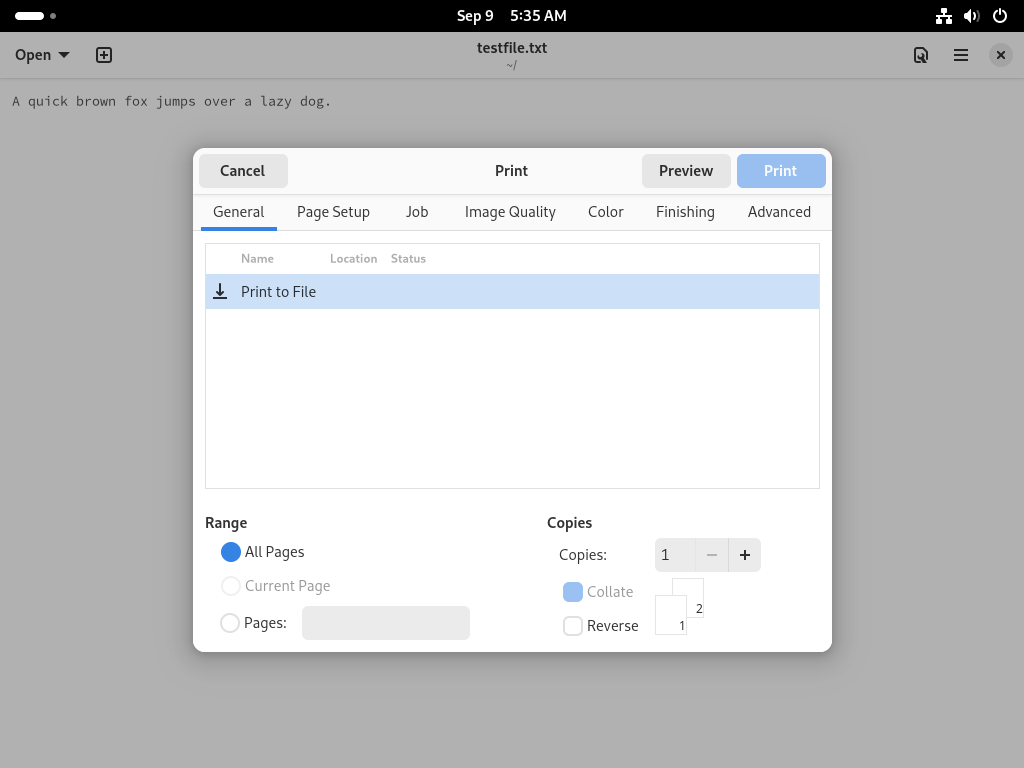 Sep 9 5:35 AM
Open testfile.txt
~/
A quick brown fox jumps over a lazy dog.
Cancel Print Preview Print
General Page Setup Job Image Quality Color Finishing Advanced
Name Location Status
Print to File
Range Copies
All Pages Copies: 1
Current Page Collate
Pages: Reverse
2
1